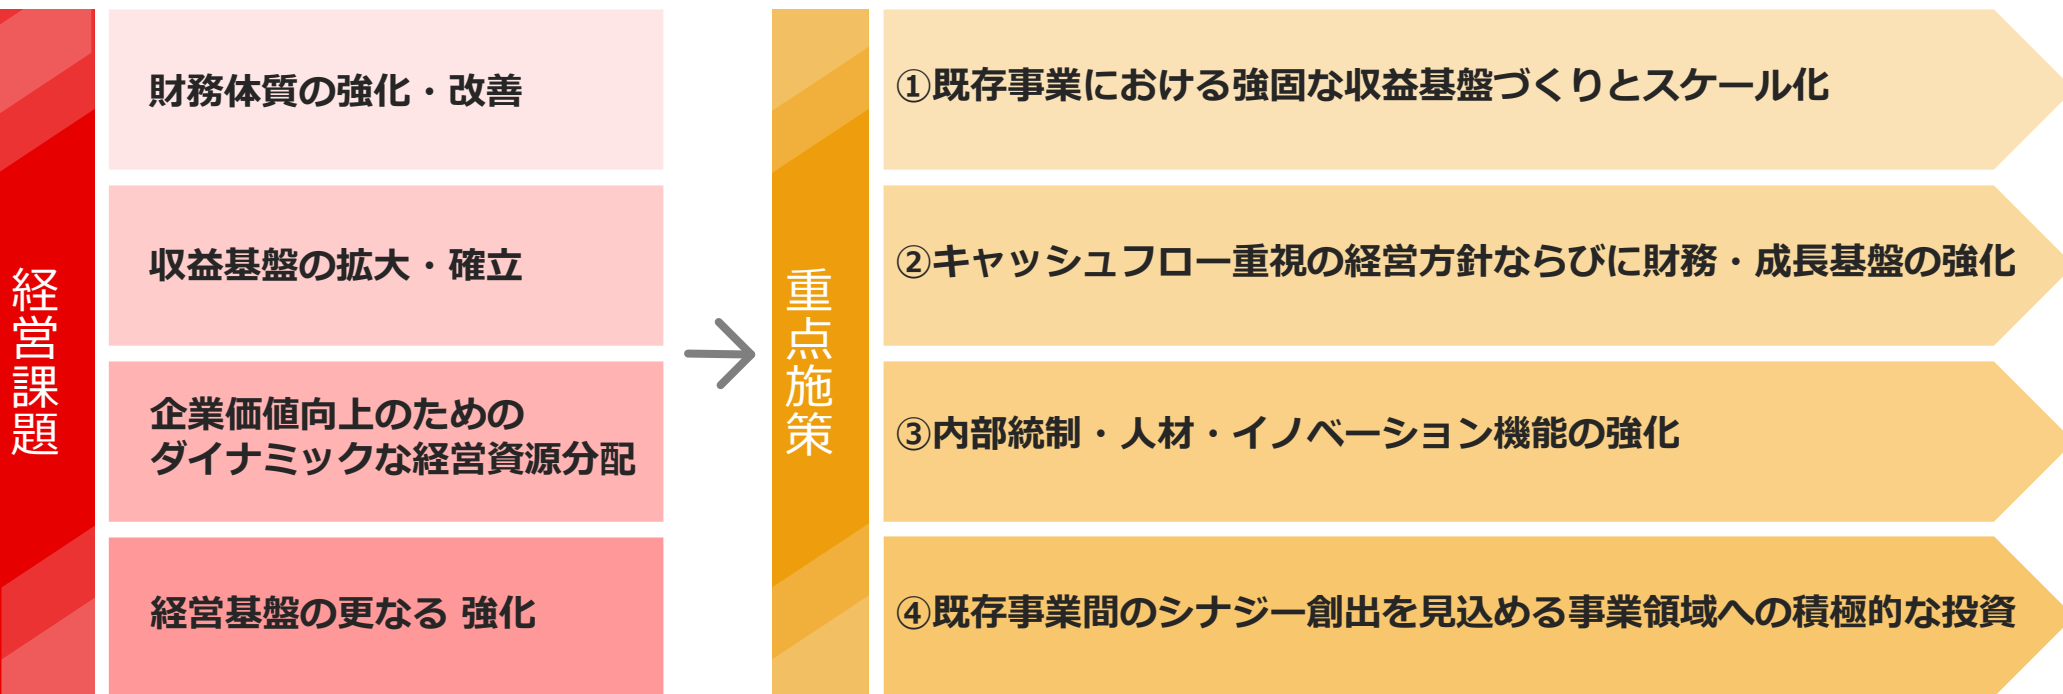 経営課題
財務体質の強化・改善
収益基盤の拡大・確立
企業価値向上のための
ダイナミックな経営資源分配
経営基盤の更なる 強化
重点施策
①既存事業における強固な収益基盤づくりとスケール化
②キャッシュフロー重視の経営方針ならびに財務・成長基盤の強化
③内部統制・人材・イノベーション機能の強化
④既存事業間のシナジー創出を見込める事業領域への積極的な投資